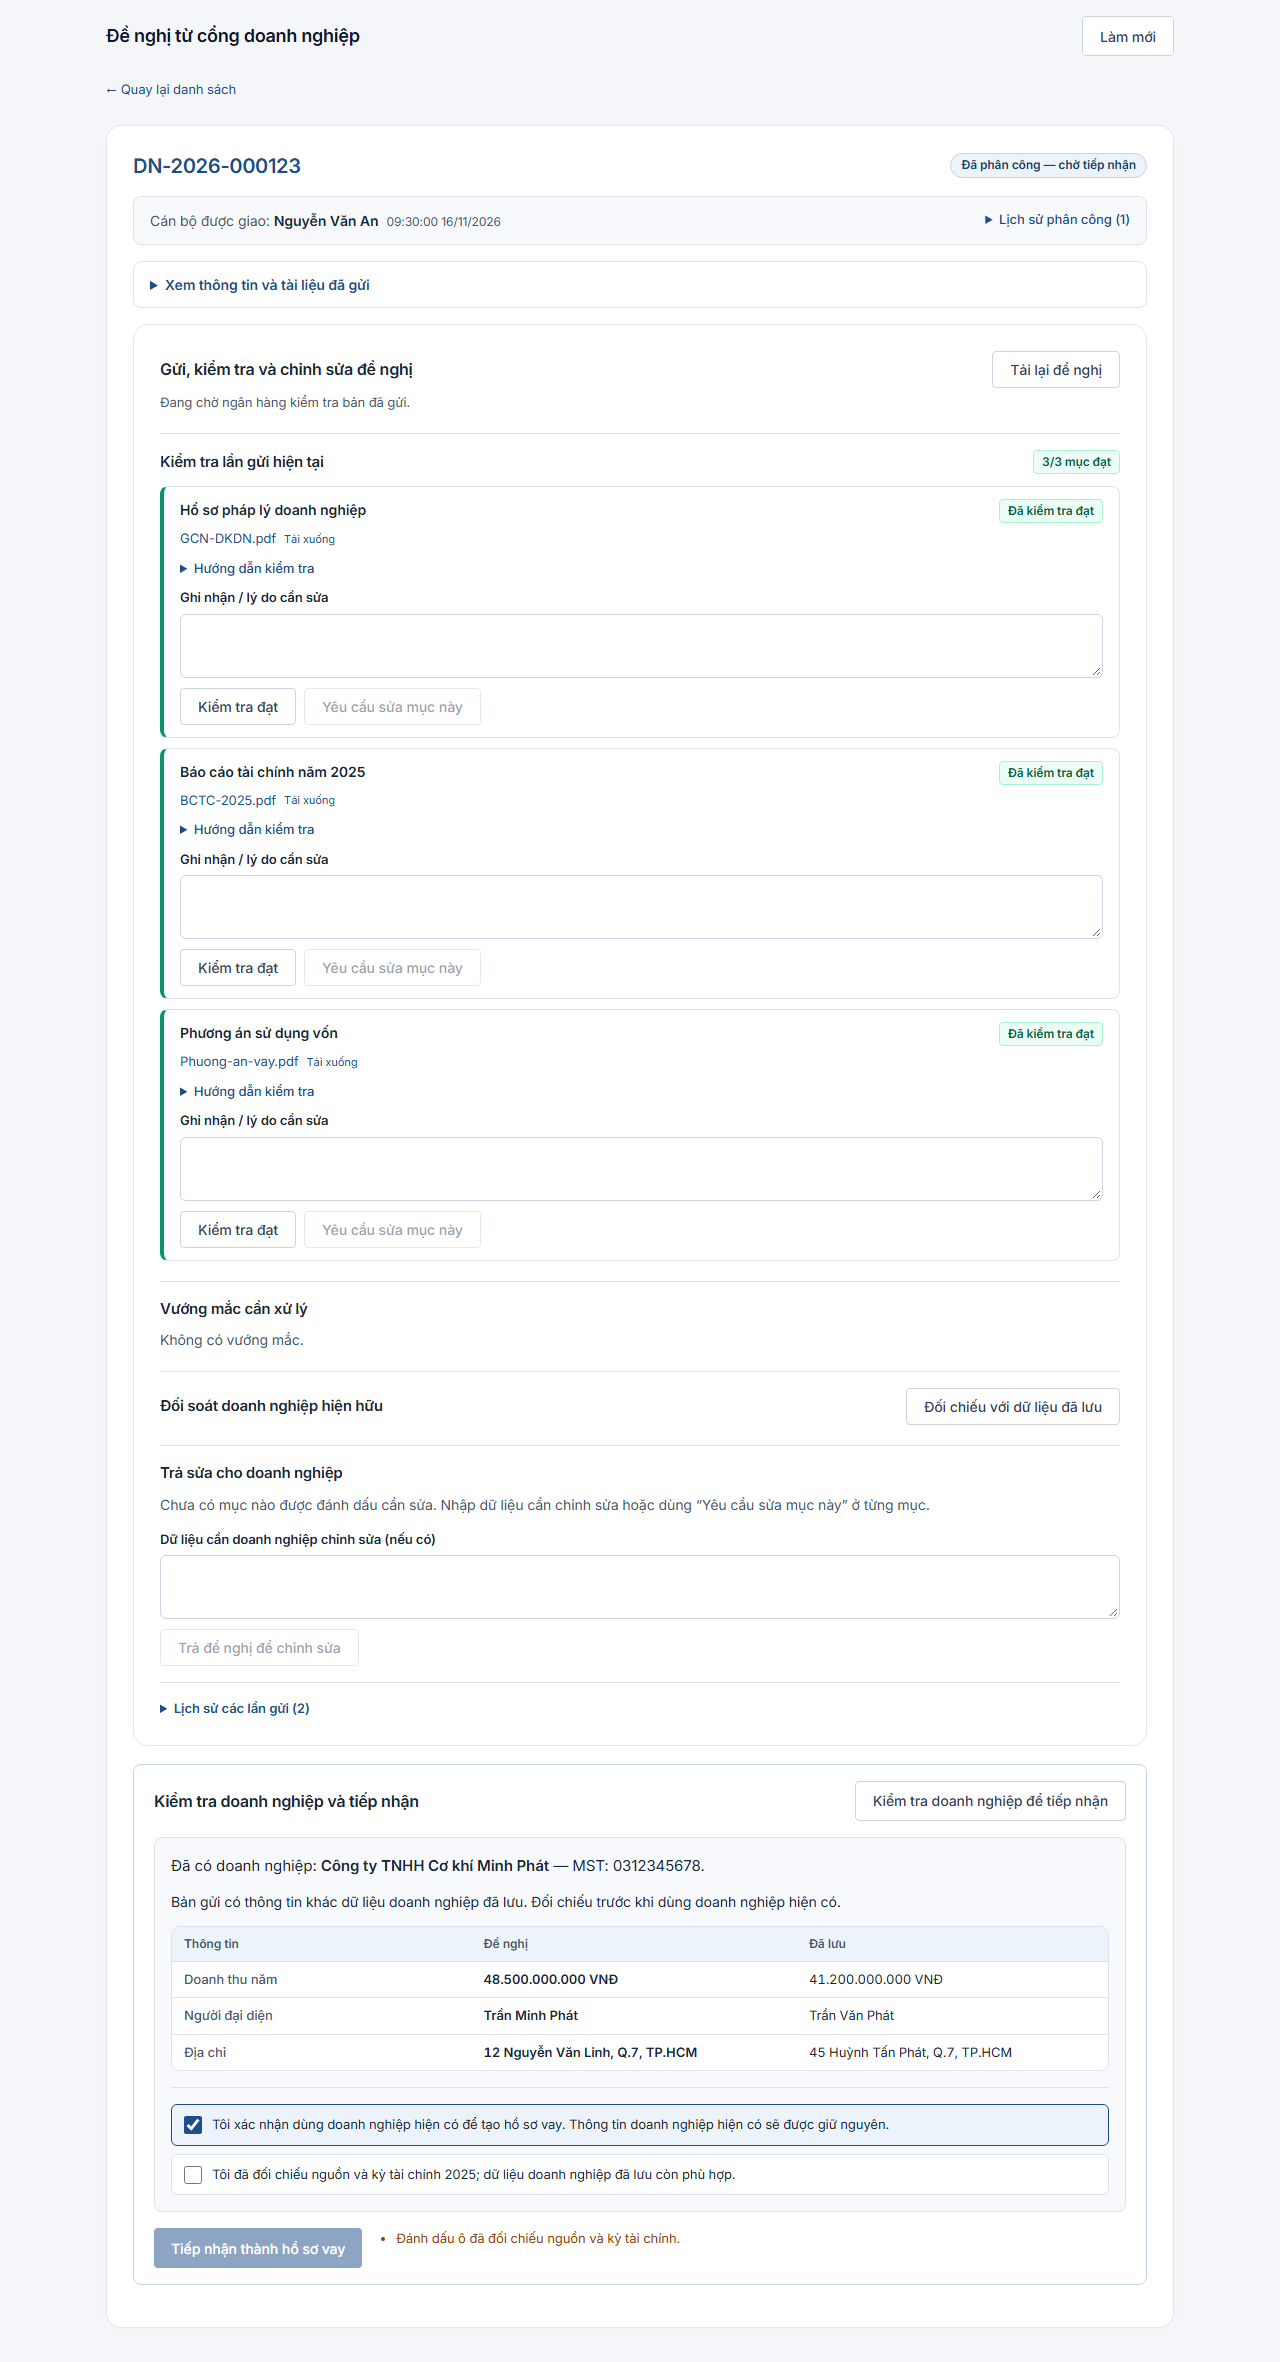 Đề nghị từ cổng doanh nghiệp
Làm mới
← Quay lại danh sách
DN-2026-000123
Đã phân công — chờ tiếp nhận
Cán bộ được giao: Nguyễn Văn An 09:30:00 16/11/2026
▶ Lịch sử phân công (1)
▶ Xem thông tin và tài liệu đã gửi
Gửi, kiểm tra và chỉnh sửa đề nghị
Tải lại đề nghị
Đang chờ ngân hàng kiểm tra bản đã gửi.
Kiểm tra lần gửi hiện tại
3/3 mục đạt
Hồ sơ pháp lý doanh nghiệp
Đã kiểm tra đạt
GCN-DKDN.pdf Tải xuống
▶ Hướng dẫn kiểm tra
Ghi nhận / lý do cần sửa
Kiểm tra đạt
Yêu cầu sửa mục này
Báo cáo tài chính năm 2025
Đã kiểm tra đạt
BCTC-2025.pdf Tải xuống
▶ Hướng dẫn kiểm tra
Ghi nhận / lý do cần sửa
Kiểm tra đạt
Yêu cầu sửa mục này
Phương án sử dụng vốn
Đã kiểm tra đạt
Phuong-an-vay.pdf Tải xuống
▶ Hướng dẫn kiểm tra
Ghi nhận / lý do cần sửa
Kiểm tra đạt
Yêu cầu sửa mục này
Vướng mắc cần xử lý
Không có vướng mắc.
Đối soát doanh nghiệp hiện hữu
Đối chiếu với dữ liệu đã lưu
Trả sửa cho doanh nghiệp
Chưa có mục nào được đánh dấu cần sửa. Nhập dữ liệu cần chỉnh sửa hoặc dùng “Yêu cầu sửa mục này” ở từng mục.
Dữ liệu cần doanh nghiệp chỉnh sửa (nếu có)
Trả đề nghị để chỉnh sửa
▶ Lịch sử các lần gửi (2)
Kiểm tra doanh nghiệp và tiếp nhận
Kiểm tra doanh nghiệp để tiếp nhận
Đã có doanh nghiệp: Công ty TNHH Cơ khí Minh Phát — MST: 0312345678.
Bản gửi có thông tin khác dữ liệu doanh nghiệp đã lưu. Đối chiếu trước khi dùng doanh nghiệp hiện có.
Thông tin Đề nghị Đã lưu
Doanh thu năm 48.500.000.000 VNĐ 41.200.000.000 VNĐ
Người đại diện Trần Minh Phát Trần Văn Phát
Địa chỉ 12 Nguyễn Văn Linh, Q.7, TP.HCM 45 Huỳnh Tấn Phát, Q.7, TP.HCM
Tôi xác nhận dùng doanh nghiệp hiện có để tạo hồ sơ vay. Thông tin doanh nghiệp hiện có sẽ được giữ nguyên.
Tôi đã đối chiếu nguồn và kỳ tài chính 2025; dữ liệu doanh nghiệp đã lưu còn phù hợp.
Tiếp nhận thành hồ sơ vay
• Đánh dấu ô đã đối chiếu nguồn và kỳ tài chính.